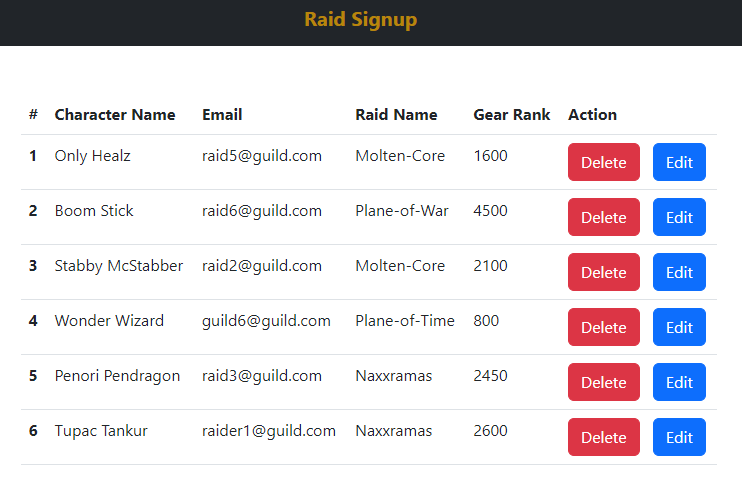 Raid Signup
# Character Name Email Raid Name Gear Rank Action
1 Only Healz raid5@guild.com Molten-Core 1600 Delete Edit
2 Boom Stick raid6@guild.com Plane-of-War 4500 Delete Edit
3 Stabby McStabber raid2@guild.com Molten-Core 2100 Delete Edit
4 Wonder Wizard guild6@guild.com Plane-of-Time 800 Delete Edit
5 Penori Pendragon raid3@guild.com Naxxramas 2450 Delete Edit
6 Tupac Tankur raider1@guild.com Naxxramas 2600 Delete Edit